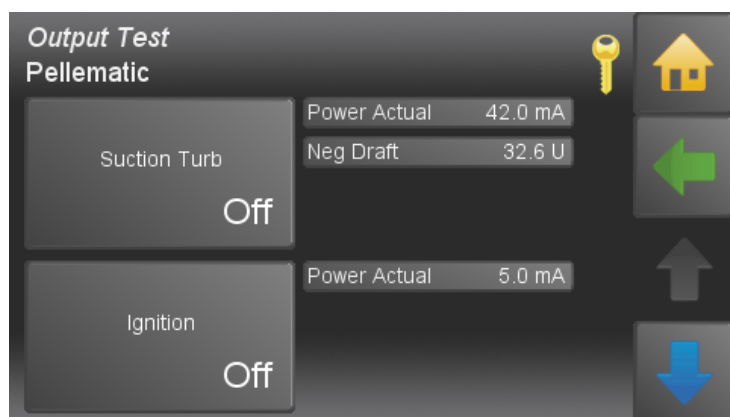 Output Test
Pellematic
Suction Turb
Off
Power Actual 42.0 mA
Neg Draft 32.6 U
Ignition
Off
Power Actual 5.0 mA